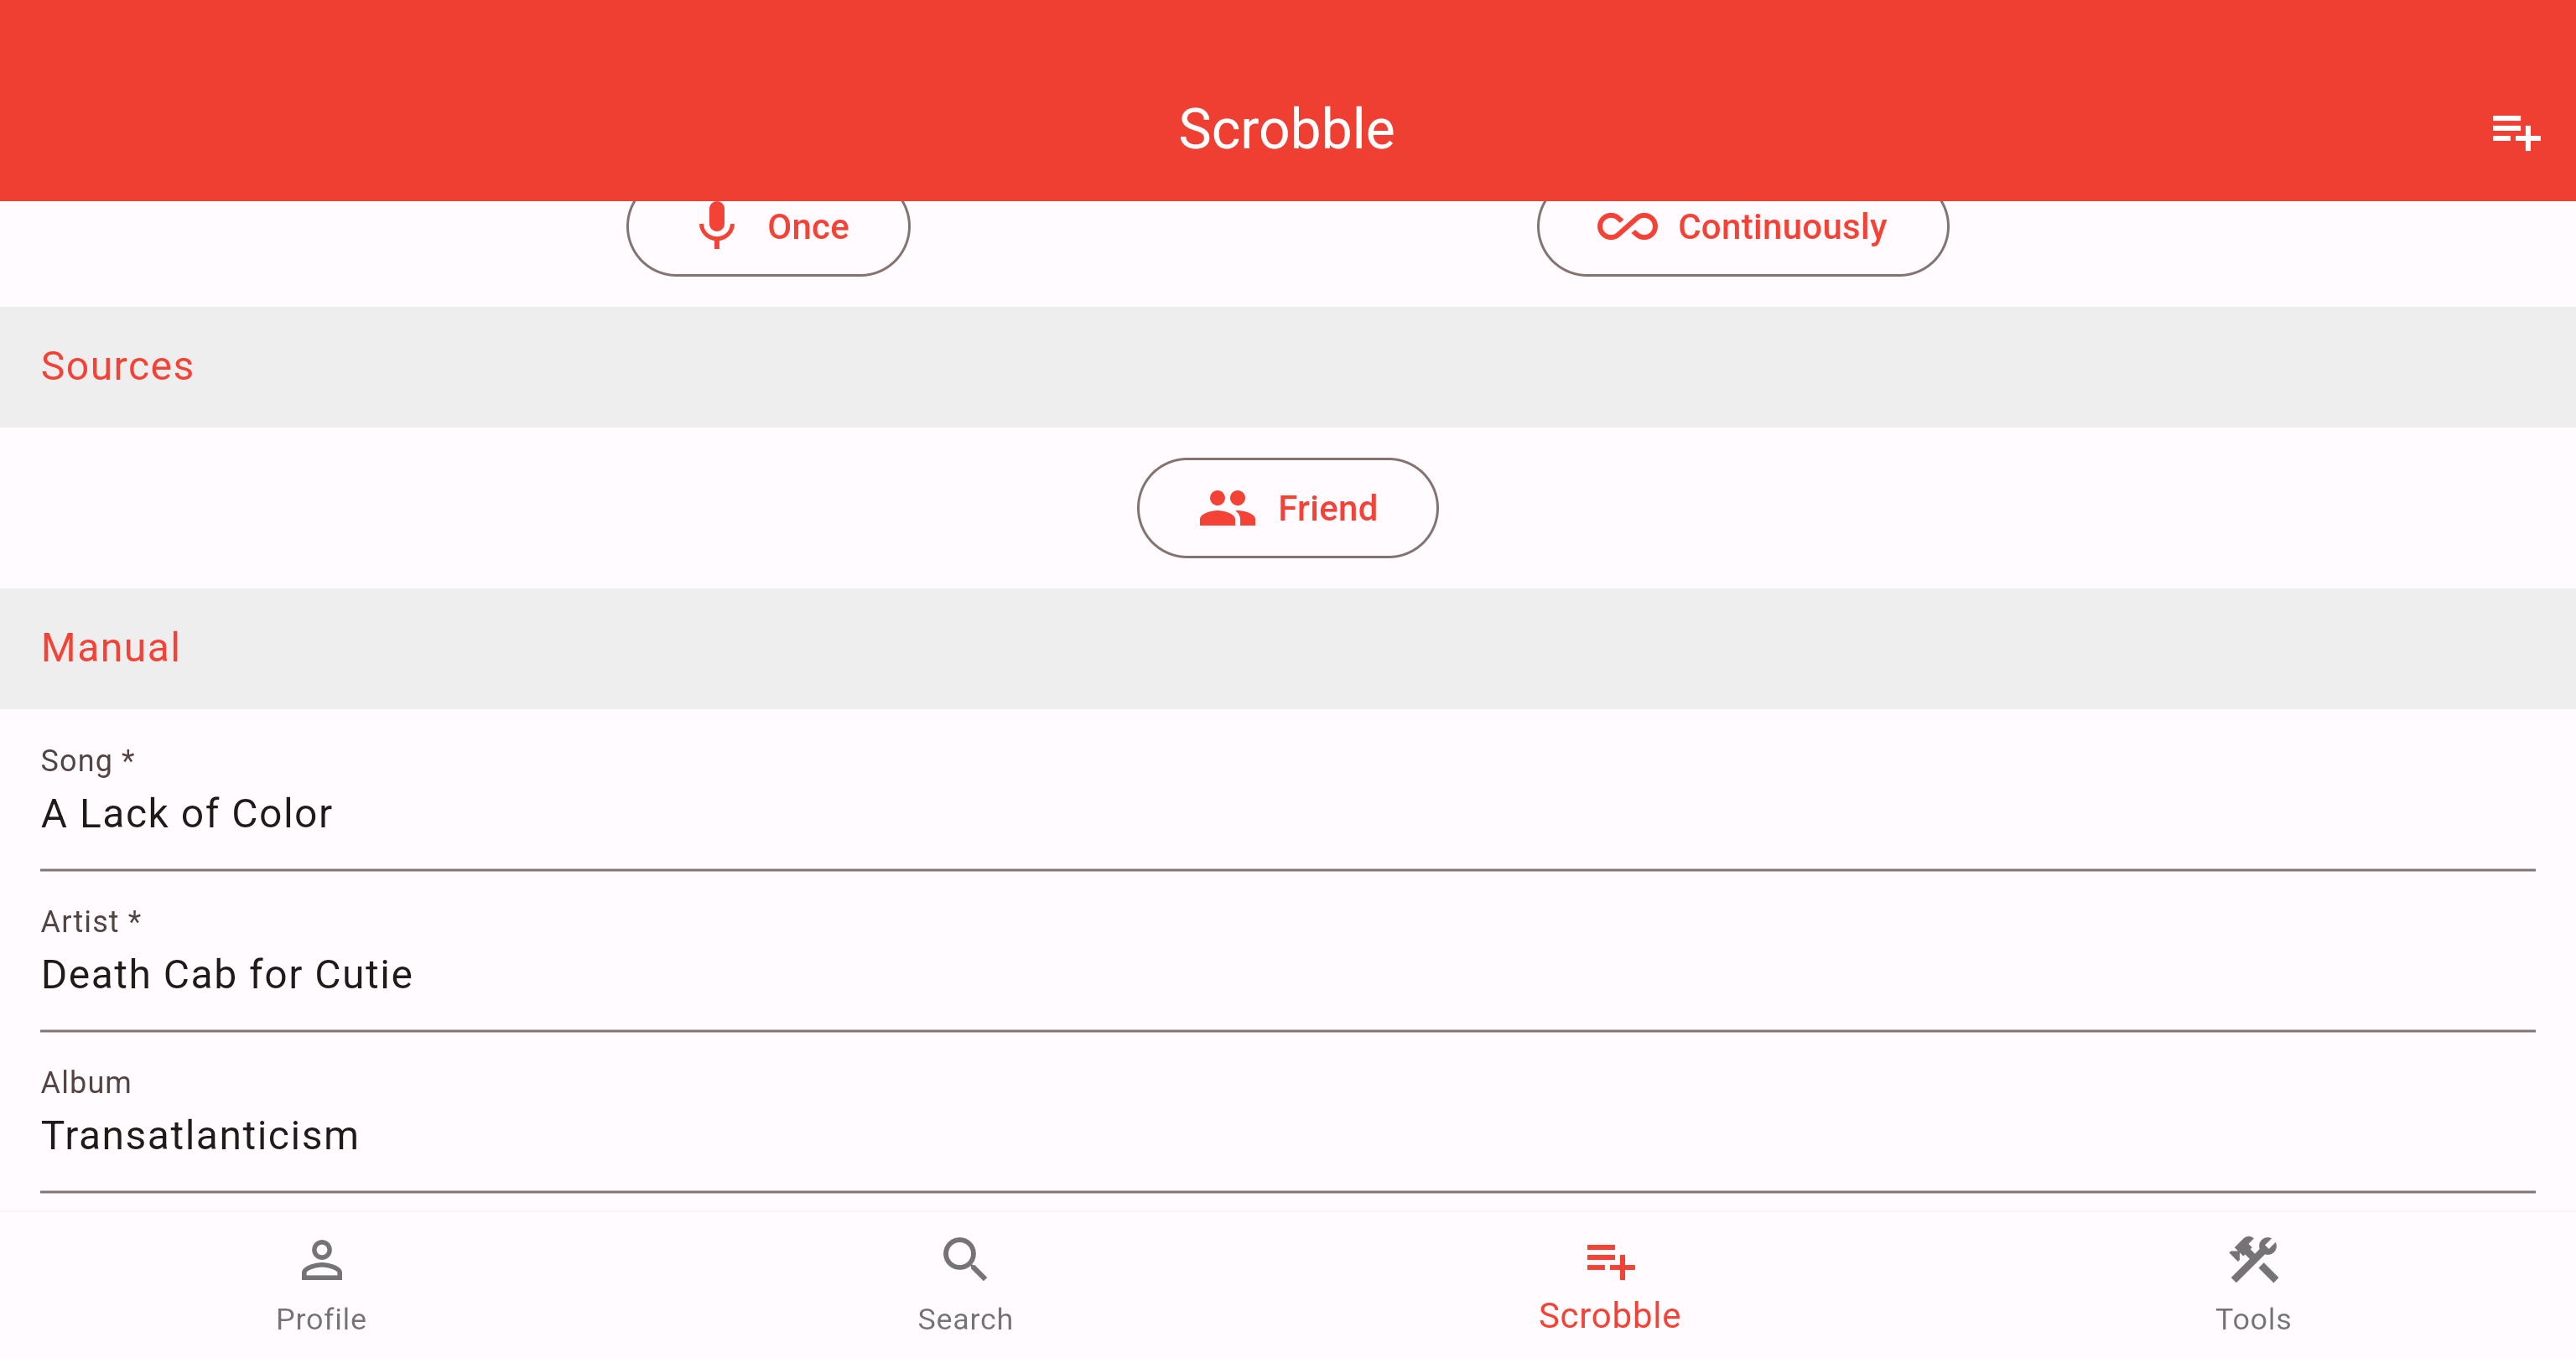 Scrobble
Once
Continuously
Sources
Friend
Manual
Song *
A Lack of Color
Artist *
Death Cab for Cutie
Album
Transatlanticism
Profile
Search
Scrobble
Tools